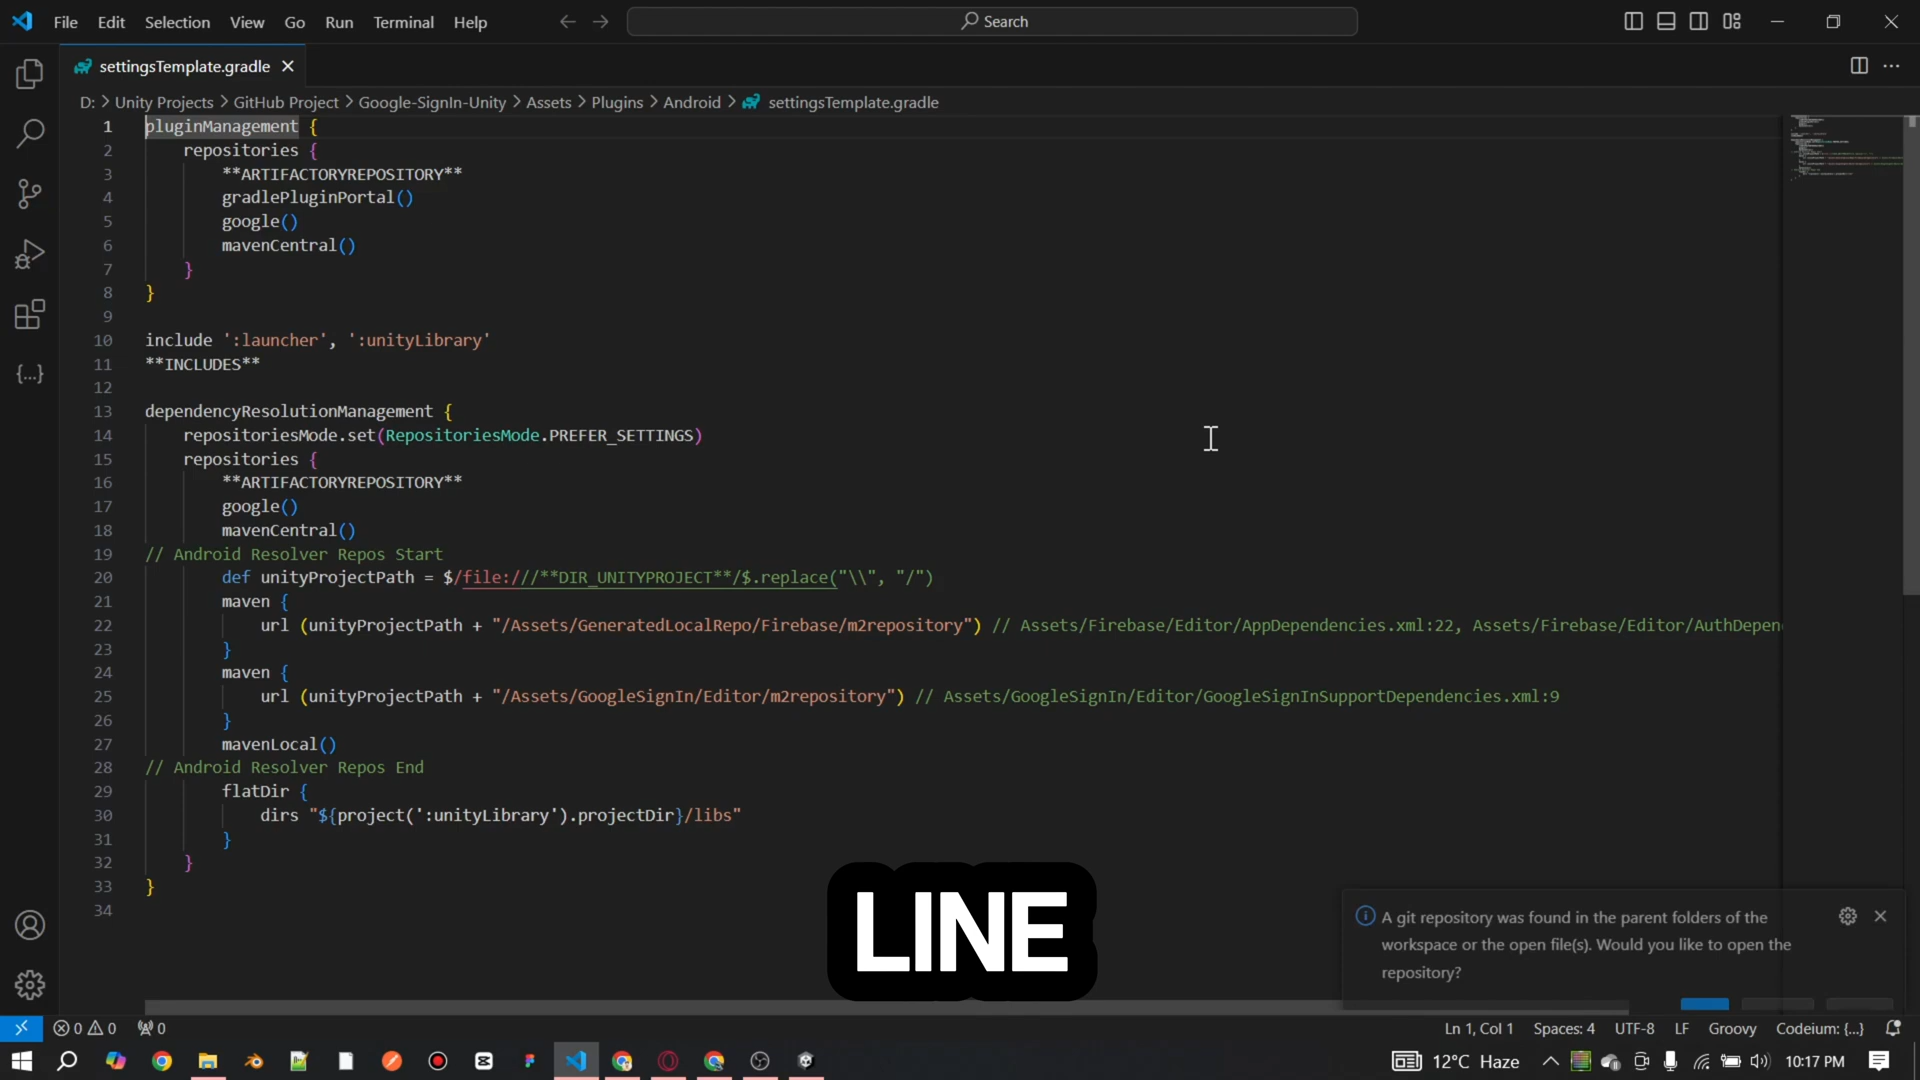 File Edit Selection View Go Run Terminal Help
Search
settingsTemplate.gradle
D: > Unity Projects > GitHub Project > Google-SignIn-Unity > Assets > Plugins > Android > settingsTemplate.gradle
1 pluginManagement {
2 repositories {
3 **ARTIFACTORYREPOSITORY**
4 gradlePluginPortal()
5 google()
6 mavenCentral()
7 }
8 }
9
10 include ':launcher', ':unityLibrary'
11 **INCLUDES**
12
13 dependencyResolutionManagement {
14 repositoriesMode.set(RepositoriesMode.PREFER_SETTINGS)
15 repositories {
16 **ARTIFACTORYREPOSITORY**
17 google()
18 mavenCentral()
19 // Android Resolver Repos Start
20 def unityProjectPath = $/file:///**DIR_UNITYPROJECT**/$.replace("\\", "/")
21 maven {
22 url (unityProjectPath + "/Assets/GeneratedLocalRepo/Firebase/m2repository") // Assets/Firebase/Editor/AppDependencies.xml:22, Assets/Firebase/Editor/AuthDepen
23 }
24 maven {
25 url (unityProjectPath + "/Assets/GoogleSignIn/Editor/m2repository") // Assets/GoogleSignIn/Editor/GoogleSignInSupportDependencies.xml:9
26 }
27 mavenLocal()
28 // Android Resolver Repos End
29 flatDir {
30 dirs "${project(':unityLibrary').projectDir}/libs"
31 }
32 }
33 }
34
LINE
A git repository was found in the parent folders of the
workspace or the open file(s). Would you like to open the
repository?
0 0 0 Ln 1, Col 1 Spaces: 4 UTF-8 LF Groovy Codeium: {...}
12°C Haze 10:17 PM